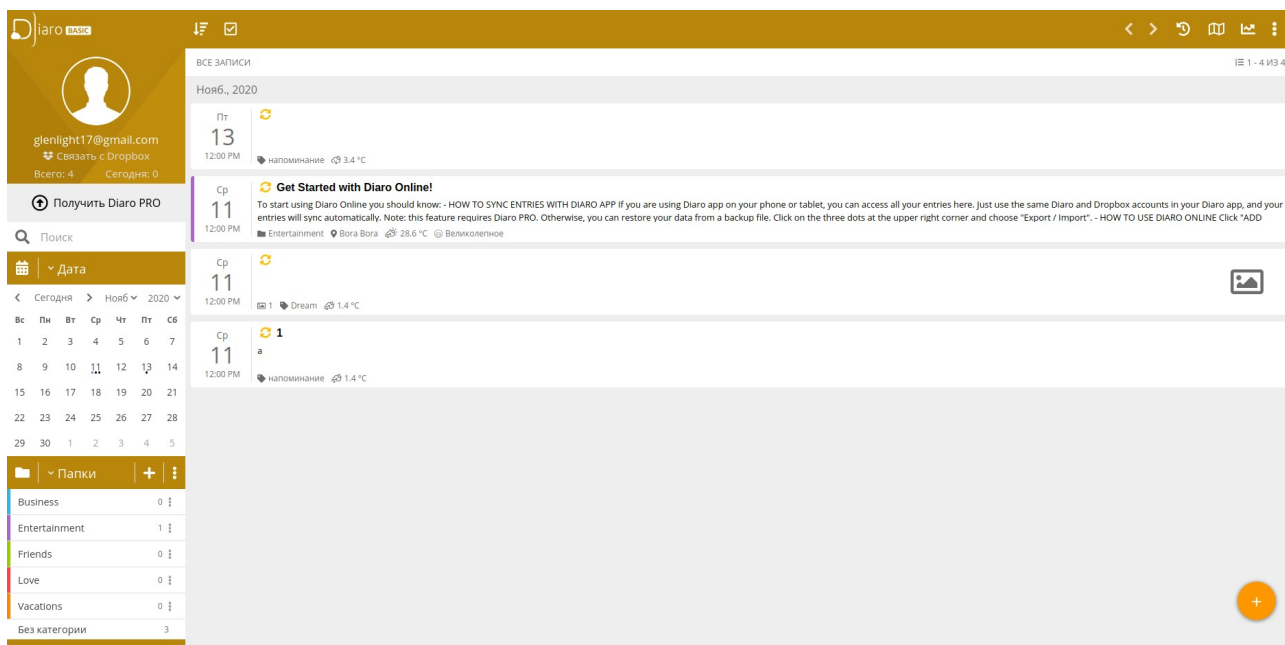 Diaro BASIC
glenlight17@gmail.com
Связать с Dropbox
Всего: 4 Сегодня: 0
Получить Diaro PRO
Поиск
Дата
Сегодня Нояб 2020
Вс Пн Вт Ср Чт Пт Сб
1 2 3 4 5 6 7
8 9 10 11 12 13 14
15 16 17 18 19 20 21
22 23 24 25 26 27 28
29 30 1 2 3 4 5
Папки
Business 0
Entertainment 1
Friends 0
Love 0
Vacations 0
Без категории 3
ВСЕ ЗАПИСИ
1 - 4 ИЗ 4
Нояб., 2020
Пт
13
12:00 PM
напоминание 3.4 °C
Ср
11
12:00 PM
Get Started with Diaro Online!
To start using Diaro Online you should know: - HOW TO SYNC ENTRIES WITH DIARO APP If you are using Diaro app on your phone or tablet, you can access all your entries here. Just use the same Diaro and Dropbox accounts in your Diaro app, and your
entries will sync automatically. Note: this feature requires Diaro PRO. Otherwise, you can restore your data from a backup file. Click on the three dots at the upper right corner and choose "Export / Import". - HOW TO USE DIARO ONLINE Click "ADD
Entertainment Bora Bora 28.6 °C Великолепное
Ср
11
12:00 PM
1 Dream 1.4 °C
Ср
11
12:00 PM
1
a
напоминание 1.4 °C